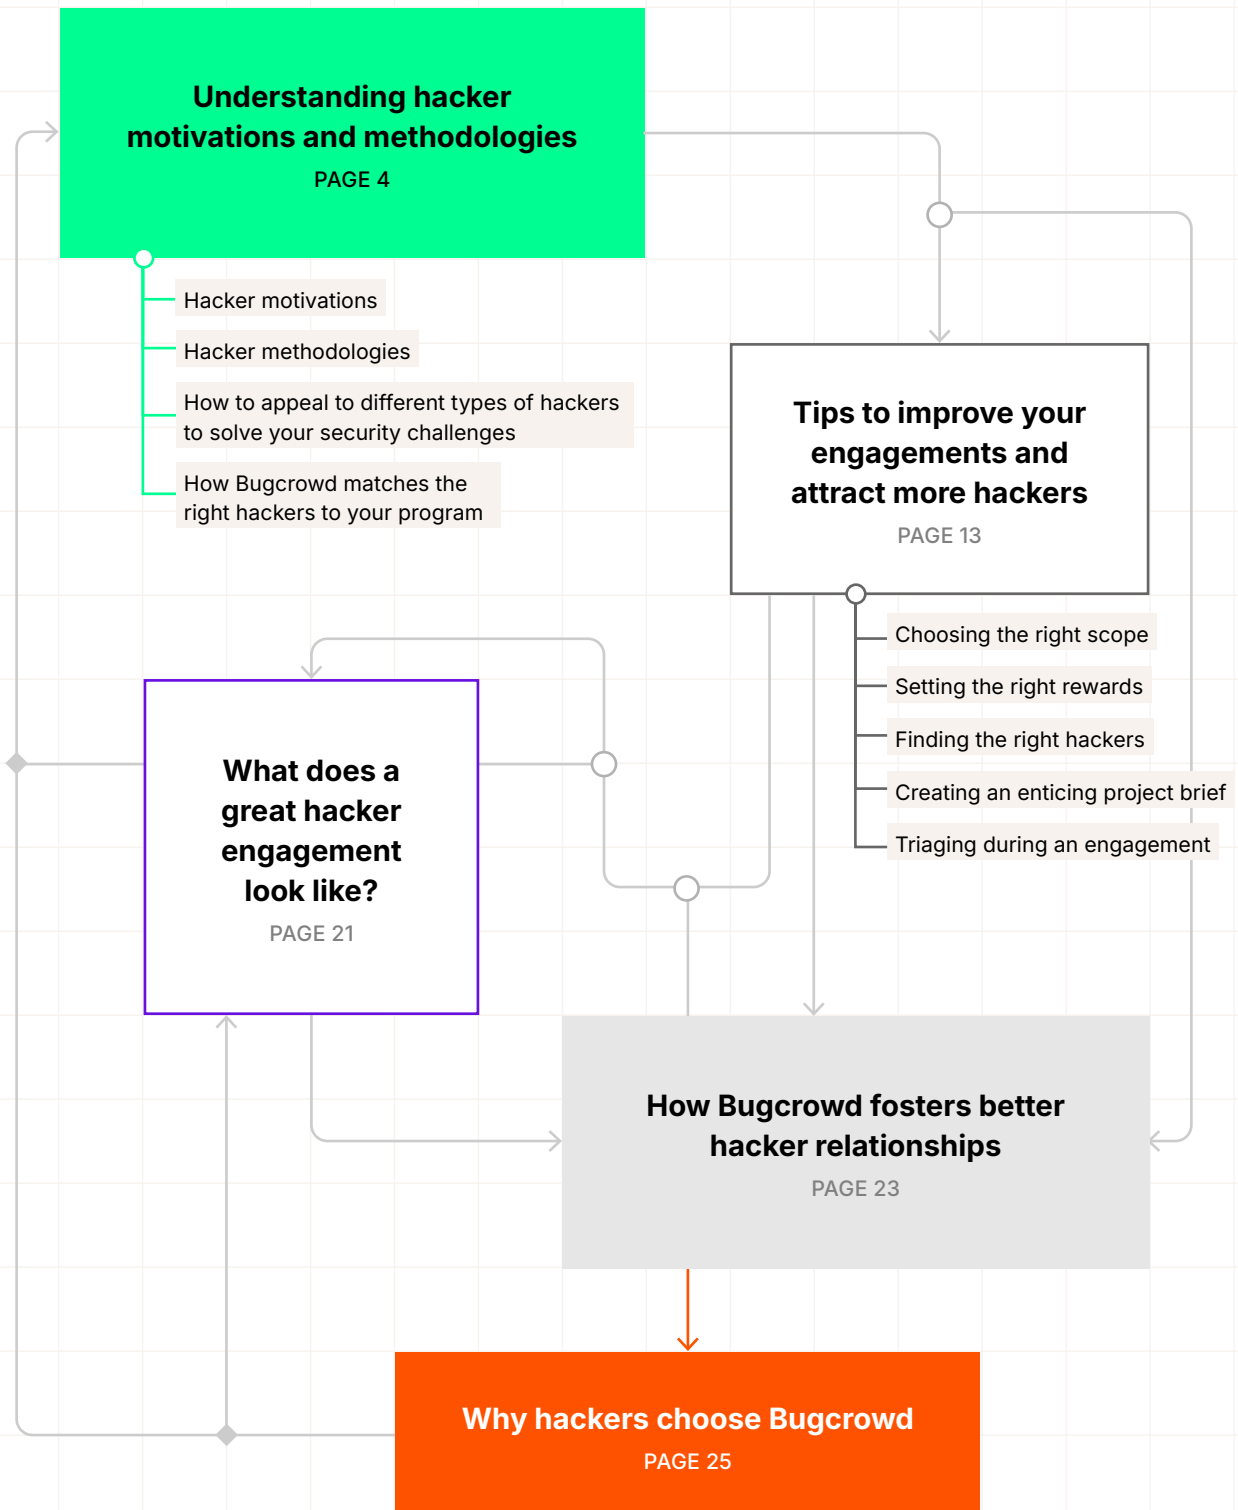 Understanding hacker
motivations and methodologies
PAGE 4
Hacker motivations
Hacker methodologies
How to appeal to different types of hackers
to solve your security challenges
How Bugcrowd matches the
right hackers to your program
Tips to improve your
engagements and
attract more hackers
PAGE 13
Choosing the right scope
Setting the right rewards
Finding the right hackers
Creating an enticing project brief
Triaging during an engagement
What does a
great hacker
engagement
look like?
PAGE 21
How Bugcrowd fosters better
hacker relationships
PAGE 23
Why hackers choose Bugcrowd
PAGE 25